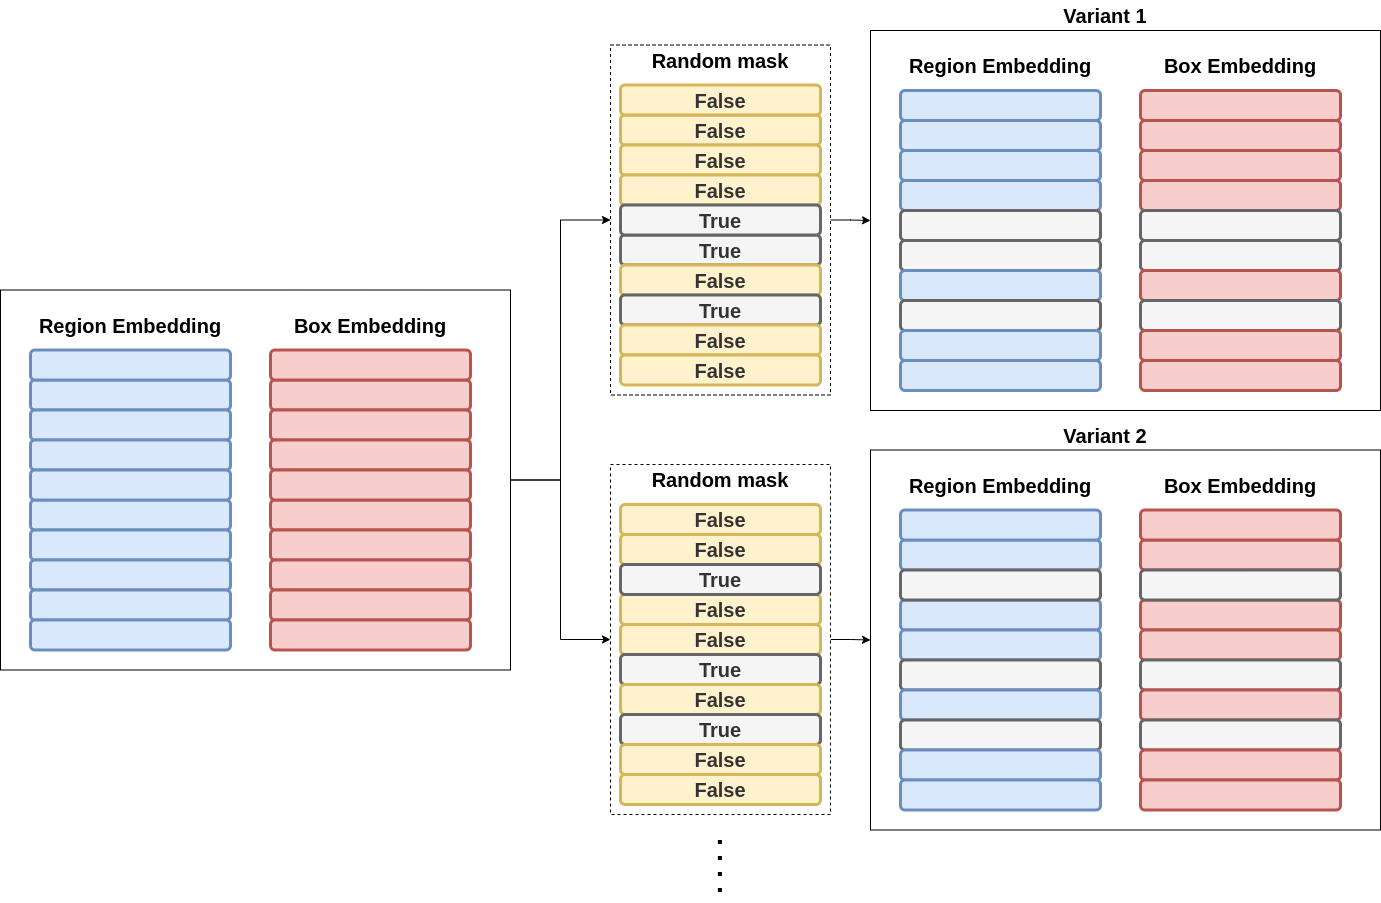 Region Embedding
Box Embedding
Random mask
False
False
False
False
True
True
False
True
False
False
Variant 1
Region Embedding
Box Embedding
Random mask
False
False
True
False
False
True
False
True
False
False
Variant 2
Region Embedding
Box Embedding